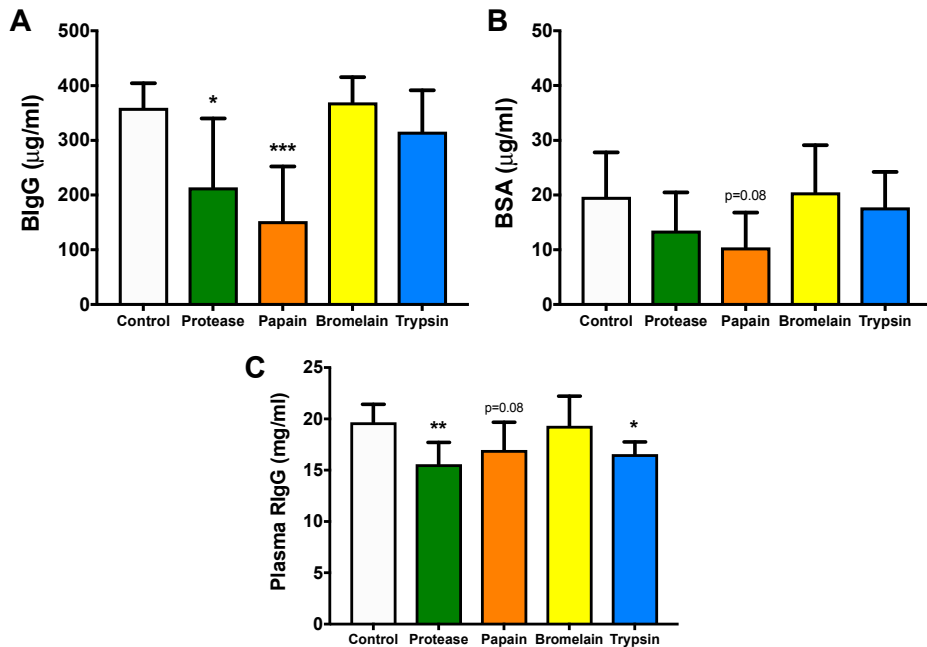 A
BIgG (μg/ml)
500
400
300
200
100
0
*
***
Control Protease Papain Bromelain Trypsin
B
BSA (μg/ml)
50
40
30
20
10
0
p=0.08
Control Protease Papain Bromelain Trypsin
C
Plasma RIgG (mg/ml)
25
20
15
10
5
0
**
p=0.08
*
Control Protease Papain Bromelain Trypsin